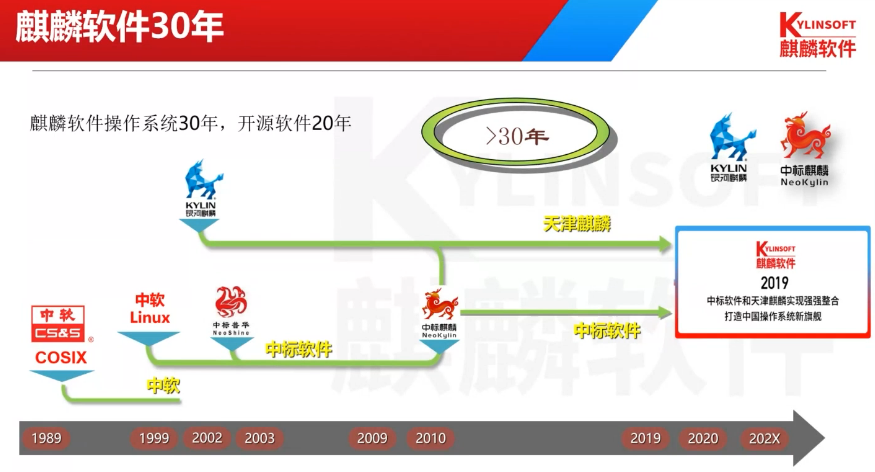 麒麟软件30年
KYLINSOFT
麒麟软件
麒麟软件操作系统30年，开源软件20年
>30年
KYLIN
银河麒麟
中标麒麟
NeoKylin
KYLIN
银河麒麟
天津麒麟
KYLINSOFT
麒麟软件
2019
中标软件和天津麒麟实现强强整合
打造中国操作系统新旗舰
中软
CS&S®
COSIX
中软
Linux
中标普华
NeoShine
中标麒麟
NeoKylin
中标软件
中标软件
中软
1989
1999
2002
2003
2009
2010
2019
2020
202X
KYLINSOFT
麒麟软件